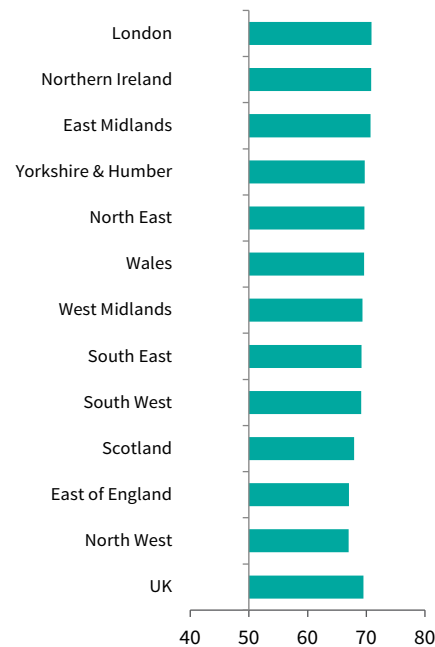 London
Northern Ireland
East Midlands
Yorkshire & Humber
North East
Wales
West Midlands
South East
South West
Scotland
East of England
North West
UK
40 50 60 70 80